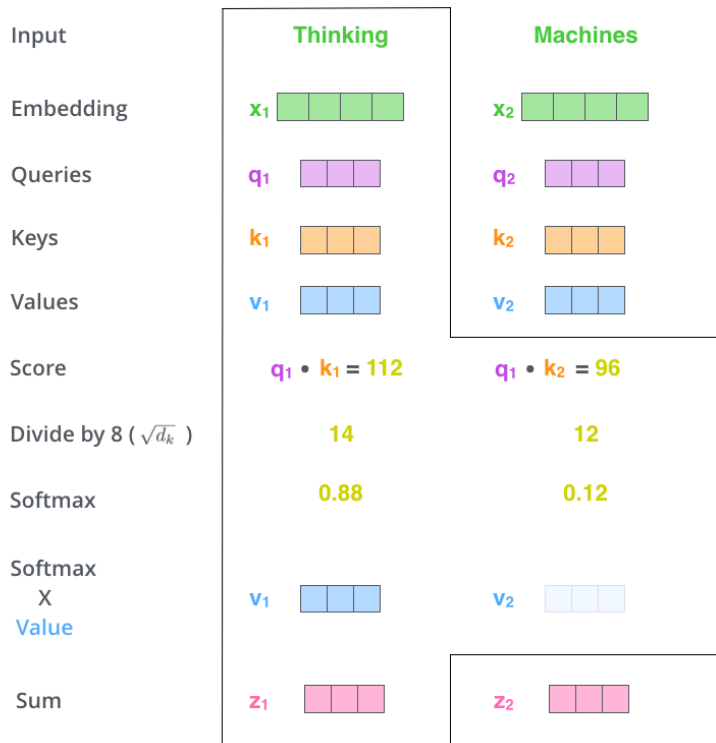 Input Thinking Machines
Embedding x₁ x₂
Queries q₁ q₂
Keys k₁ k₂
Values v₁ v₂
Score q₁ • k₁ = 112 q₁ • k₂ = 96
Divide by 8 ( √dₖ ) 14 12
Softmax 0.88 0.12
Softmax
X v₁ v₂
Value
Sum z₁ z₂